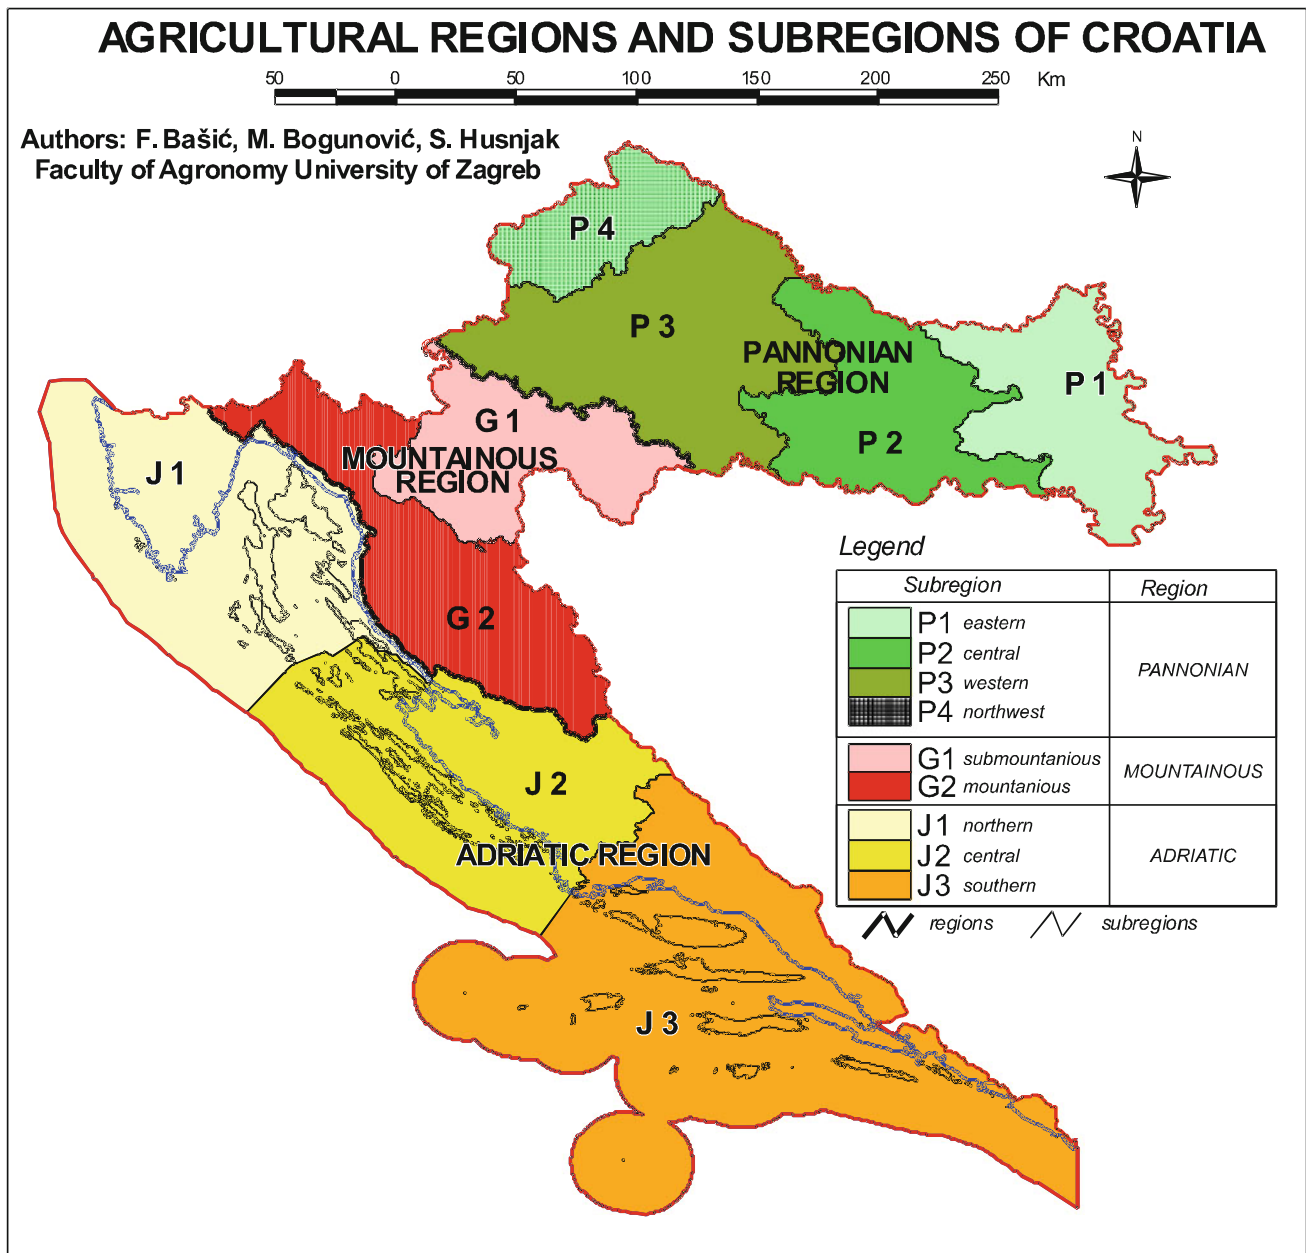 AGRICULTURAL REGIONS AND SUBREGIONS OF CROATIA
50 0 50 100 150 200 250 Km
Authors: F. Bašić, M. Bogunović, S. Husnjak
Faculty of Agronomy University of Zagreb
N
P 4
P 3
PANNONIAN
REGION
P 1
G 1
P 2
MOUNTAINOUS
REGION
J 1
G 2
J 2
ADRIATIC REGION
J 3
Legend
Subregion Region
P1 eastern
P2 central
P3 western
P4 northwest
PANNONIAN
G1 submountanious
G2 mountanious
MOUNTAINOUS
J1 northern
J2 central
J3 southern
ADRIATIC
regions subregions